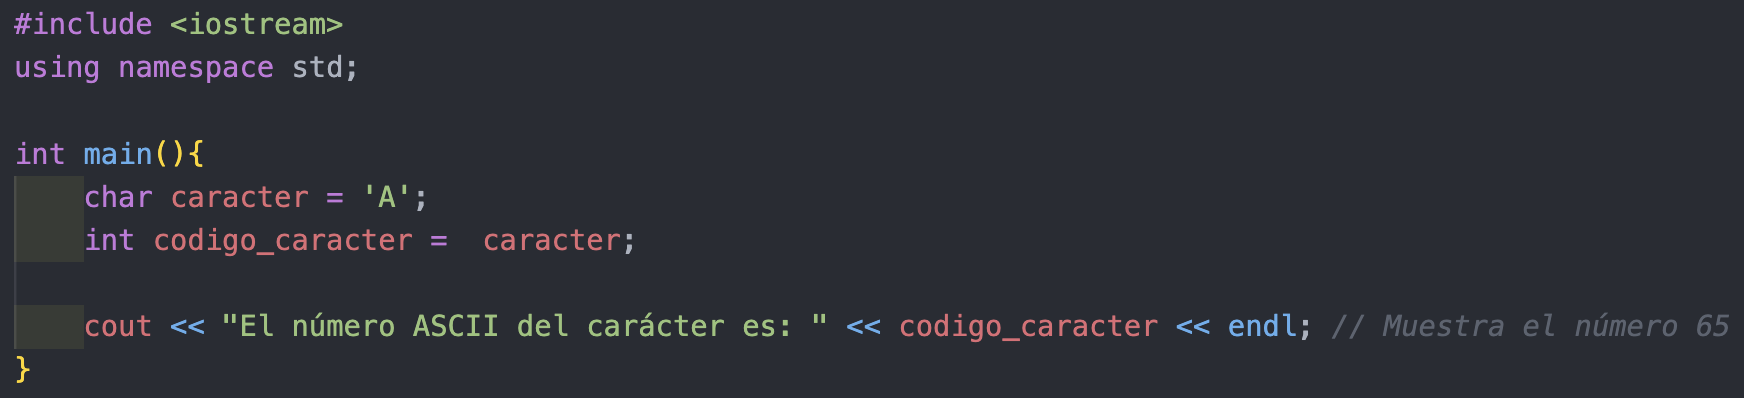 #include <iostream>
using namespace std;
int main(){
char caracter = 'A';
int codigo_caracter =  caracter;
cout << "El número ASCII del carácter es: " << codigo_caracter << endl; // Muestra el número 65
}